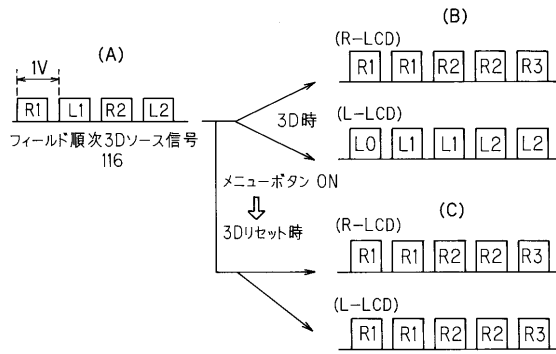 (A)
1V
R1 L1 R2 L2
フィールド順次3Dソース信号
116
3D時
メニューボタン ON
3Dリセット時
(B)
(R-LCD)
R1 R1 R2 R2 R3
(L-LCD)
L0 L1 L1 L2 L2
(C)
(R-LCD)
R1 R1 R2 R2 R3
(L-LCD)
R1 R1 R2 R2 R3